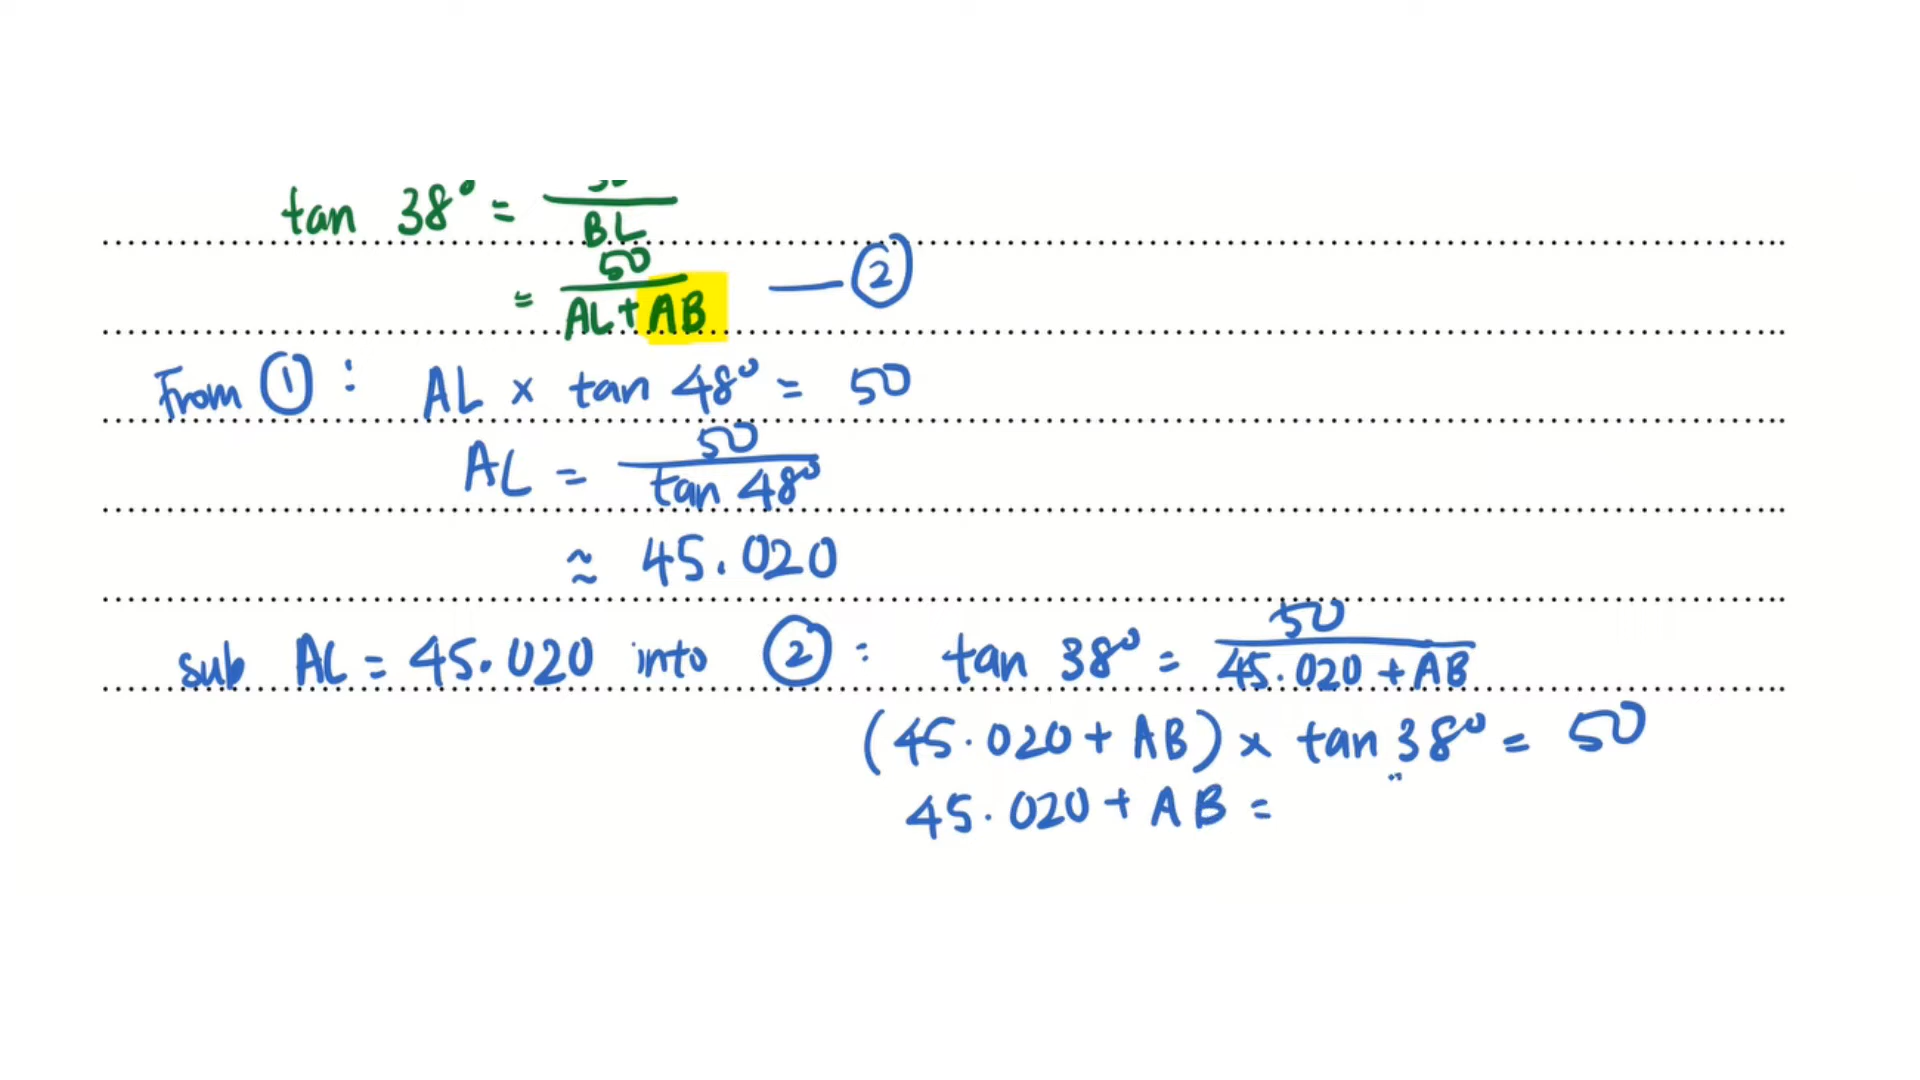 tan 38° = 50/BL
= 50/(AL + AB) — ②
From ① : AL × tan 48° = 50
AL = 50/tan 48°
≈ 45.020
sub AL = 45.020 into ② : tan 38° = 50/(45.020 + AB)
(45.020 + AB) × tan 38° = 50
45.020 + AB =